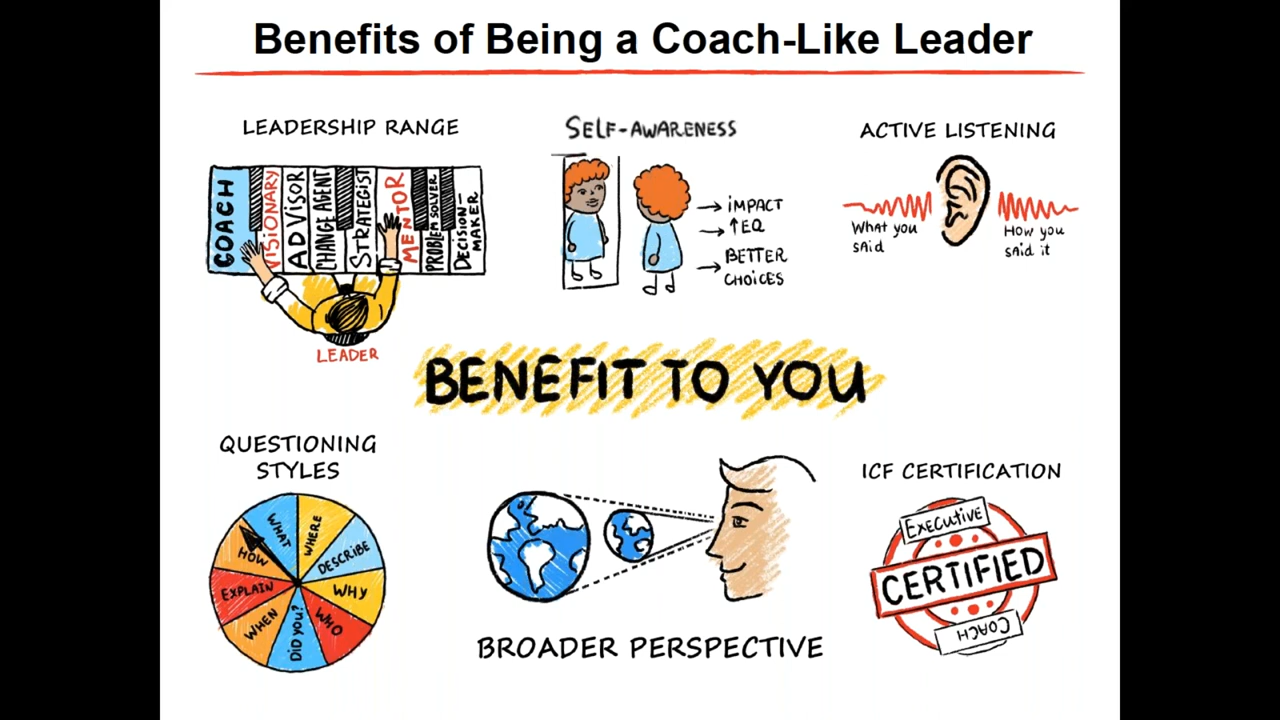 Benefits of Being a Coach-Like Leader
LEADERSHIP RANGE
COACH
VISIONARY
ADVISOR
CHANGE AGENT
STRATEGIST
MENTOR
PROBLEM SOLVER
DECISION-
MAKER
LEADER
SELF-AWARENESS
→ IMPACT
→ ↑EQ
→ BETTER
CHOICES
ACTIVE LISTENING
What you
said
How you
said it
BENEFIT TO YOU
QUESTIONING
STYLES
WHAT
WHERE
DESCRIBE
WHY
WHO
DID YOU?
WHEN
EXPLAIN
HOW
BROADER PERSPECTIVE
ICF CERTIFICATION
EXECUTIVE
CERTIFIED
COACH